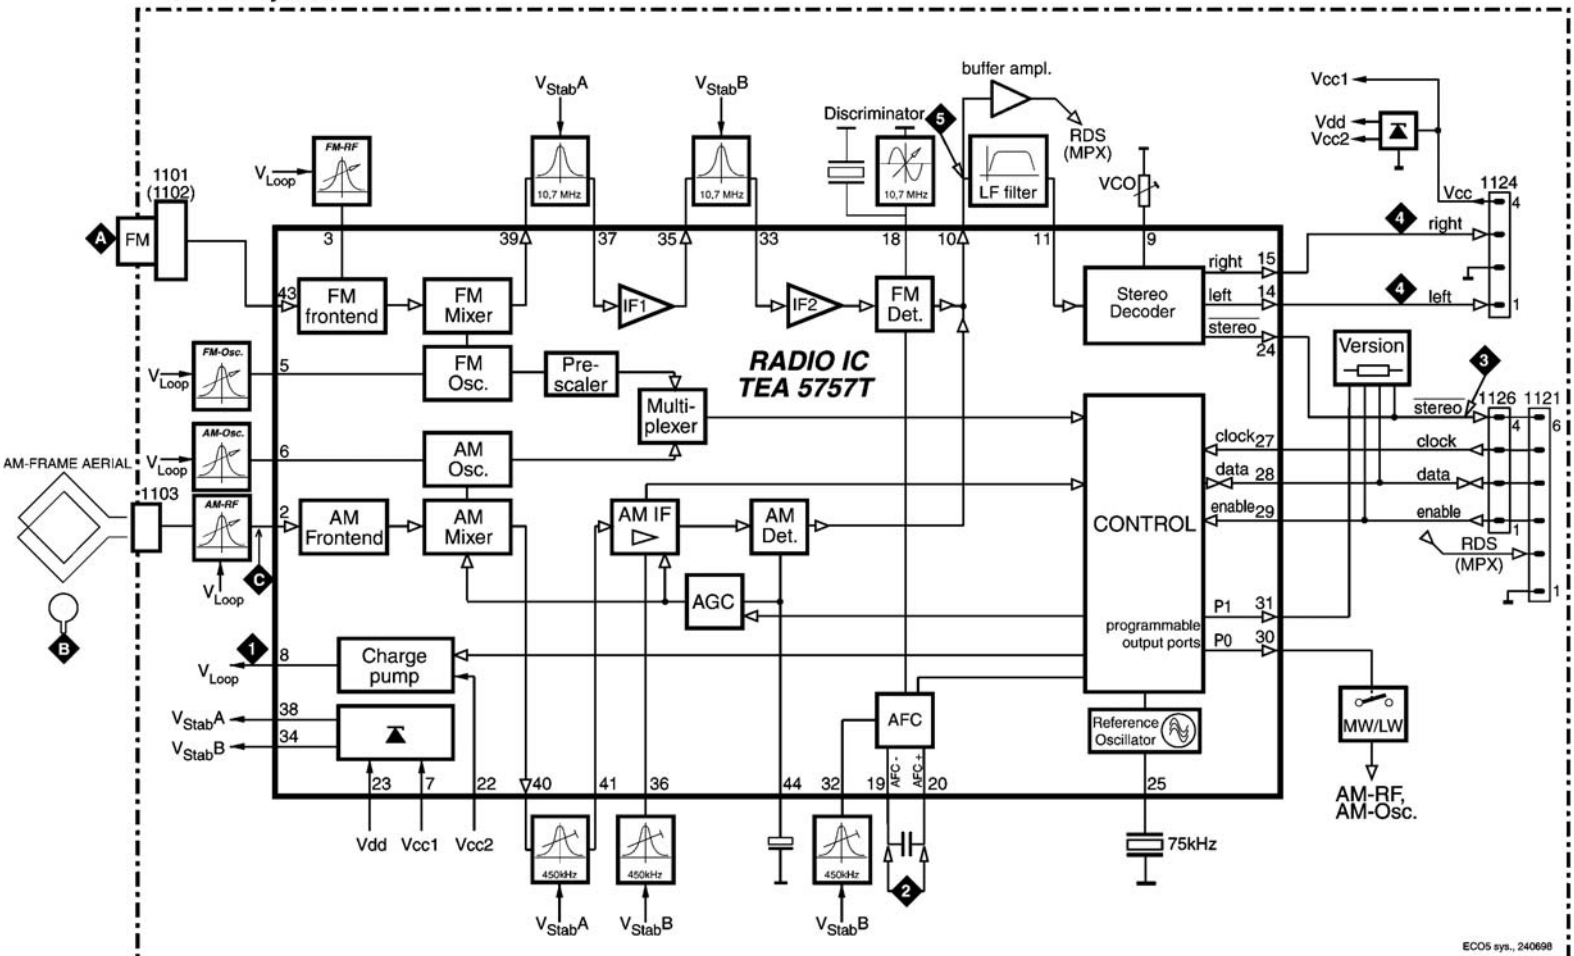 buffer ampl.
Vcc1
VStabA
VStabB
Discriminator
5
RDS
(MPX)
Vdd
Vcc2
FM-RF
VLoop
10,7 MHz
10,7 MHz
10,7 MHz
LF filter
VCO
1101
(1102)
A
FM
Vcc
1124
4
4
right
3
39
37
35
33
18
10
11
9
43
FM
frontend
FM
Mixer
IF1
IF2
FM
Det.
Stereo
Decoder
right
15
left
14
4
left
1
stereo
24
RADIO IC
TEA 5757T
FM-Osc.
VLoop
5
FM
Osc.
Pre-
scaler
Multi-
plexer
Version
3
1126
1121
stereo
4
6
AM-Osc.
VLoop
6
AM
Osc.
clock
27
clock
data
28
data
enable
29
enable
1
RDS
(MPX)
1
AM-FRAME AERIAL
1103
AM-RF
VLoop
2
C
B
AM
Frontend
AM
Mixer
AM IF
AM
Det.
AGC
CONTROL
programmable
output ports
P1
31
P0
30
1
VLoop
8
Charge
pump
VStabA
38
VStabB
34
AFC
Reference
Oscillator
MW/LW
AM-RF,
AM-Osc.
23
7
22
40
41
36
44
32
19
AFC -
AFC +
20
25
Vdd
Vcc1
Vcc2
450kHz
450kHz
450kHz
2
75kHz
VStabA
VStabB
VStabB
ECO5 sys., 240698